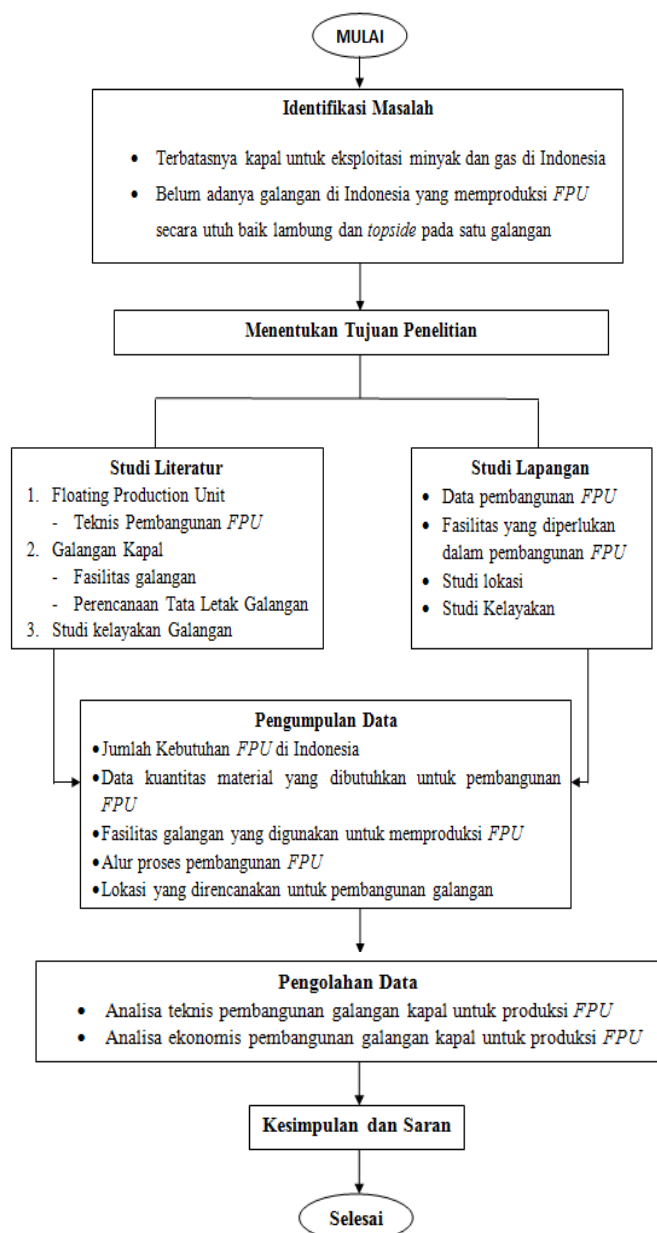 MULAI
Identifikasi Masalah
• Terbatasnya kapal untuk eksploitasi minyak dan gas di Indonesia
• Belum adanya galangan di Indonesia yang memproduksi FPU
secara utuh baik lambung dan topside pada satu galangan
Menentukan Tujuan Penelitian
Studi Literatur
1. Floating Production Unit
- Teknis Pembangunan FPU
2. Galangan Kapal
- Fasilitas galangan
- Perencanaan Tata Letak Galangan
3. Studi kelayakan Galangan
Studi Lapangan
• Data pembangunan FPU
• Fasilitas yang diperlukan
dalam pembangunan FPU
• Studi lokasi
• Studi Kelayakan
Pengumpulan Data
•Jumlah Kebutuhan FPU di Indonesia
•Data kuantitas material yang dibutuhkan untuk pembangunan
FPU
•Fasilitas galangan yang digunakan untuk memproduksi FPU
•Alur proses pembangunan FPU
•Lokasi yang direncanakan untuk pembangunan galangan
Pengolahan Data
• Analisa teknis pembangunan galangan kapal untuk produksi FPU
• Analisa ekonomis pembangunan galangan kapal untuk produksi FPU
Kesimpulan dan Saran
Selesai